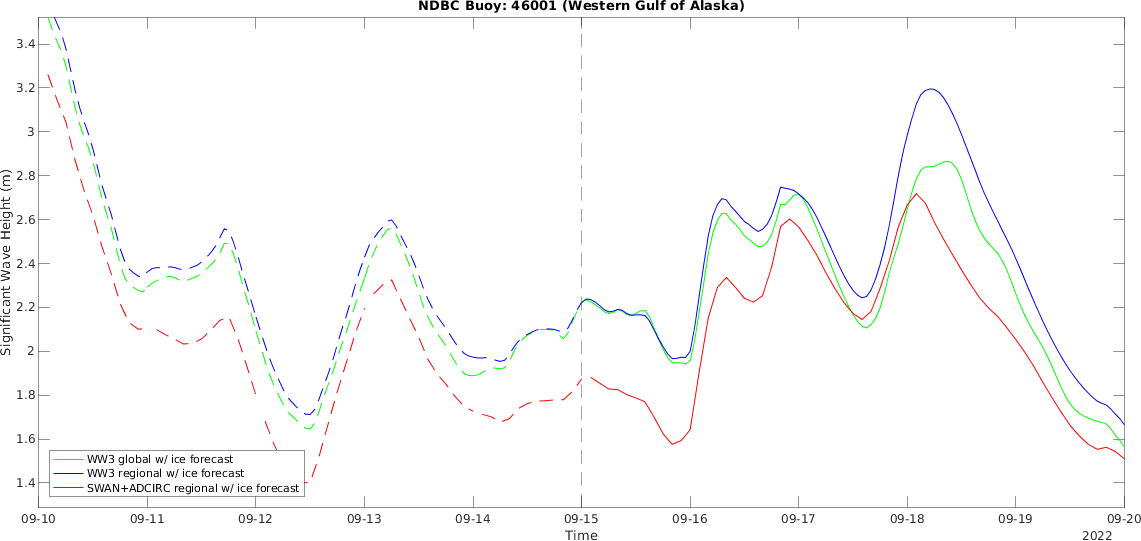 NDBC Buoy: 46001 (Western Gulf of Alaska)
Significant Wave Height (m)
3.4
3.2
3
2.8
2.6
2.4
2.2
2
1.8
1.6
1.4
WW3 global w/ ice forecast
WW3 regional w/ ice forecast
SWAN+ADCIRC regional w/ ice forecast
09-10 09-11 09-12 09-13 09-14 09-15 09-16 09-17 09-18 09-19 09-20
Time
2022